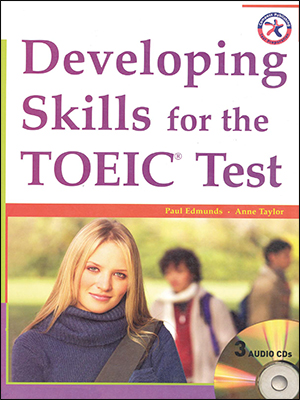 Developing
Skills for the
TOEIC® Test
Paul Edmunds · Anne Taylor
3 AUDIO CDs